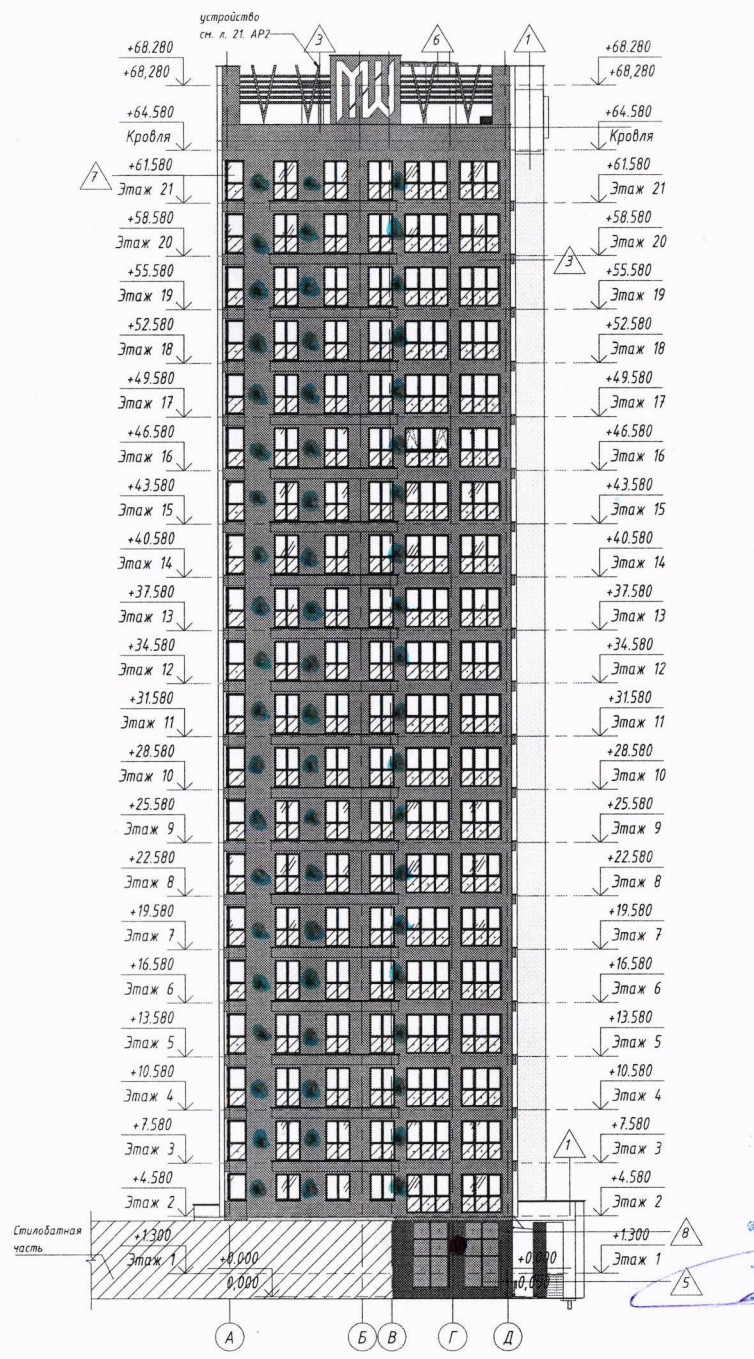 устройство
см. л. 21. АР2
3
6
1
+68.280
+68,280
+64.580
Кровля
+61.580
Этаж 21
+58.580
Этаж 20
+55.580
Этаж 19
+52.580
Этаж 18
+49.580
Этаж 17
+46.580
Этаж 16
+43.580
Этаж 15
+40.580
Этаж 14
+37.580
Этаж 13
+34.580
Этаж 12
+31.580
Этаж 11
+28.580
Этаж 10
+25.580
Этаж 9
+22.580
Этаж 8
+19.580
Этаж 7
+16.580
Этаж 6
+13.580
Этаж 5
+10.580
Этаж 4
+7.580
Этаж 3
+4.580
Этаж 2
+1.300
Этаж 1
+0.000
0,000
Стилобатная
часть
7
+68.280
+68,280
+64.580
Кровля
+61.580
Этаж 21
+58.580
Этаж 20
3
+55.580
Этаж 19
+52.580
Этаж 18
+49.580
Этаж 17
+46.580
Этаж 16
+43.580
Этаж 15
+40.580
Этаж 14
+37.580
Этаж 13
+34.580
Этаж 12
+31.580
Этаж 11
+28.580
Этаж 10
+25.580
Этаж 9
+22.580
Этаж 8
+19.580
Этаж 7
+16.580
Этаж 6
+13.580
Этаж 5
+10.580
Этаж 4
+7.580
Этаж 3
1
+4.580
Этаж 2
+1.300
Этаж 1
8
+0.000
0,000
5
А
Б
В
Г
Д